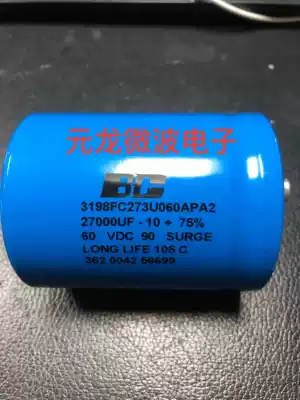 元龙微波电子
BC
3198FC273U060APA2
27000UF -10 + 75%
60 VDC 90 SURGE
LONG LIFE 105 C
362 0042 56699